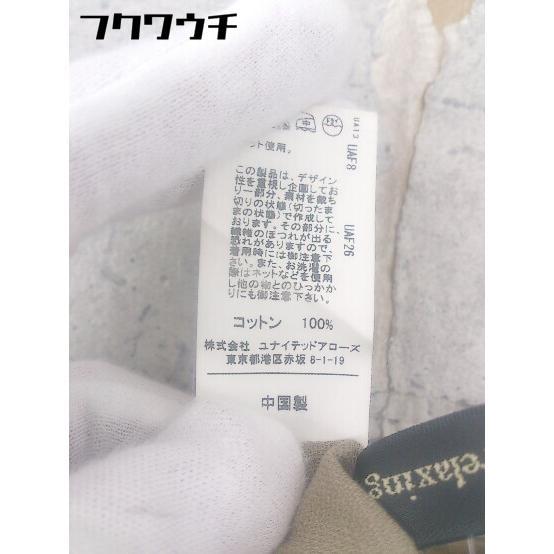 フクワウチ
UA13 UAF8 UAF26
ット使用。
この製品は、デザイン
性を重視し企画してお
り一部分、素材を裁ち
切りの状態(切ったま
まの状態)で作成して
おります。その部分に、
繊維のほつれが出る
恐れがありますので、
着用時には御注意下
さい。また、お洗濯の
際はネットなどを使用
し他の物とのひっかか
りにも御注意下さい。
コットン 100%
株式会社 ユナイテッドアローズ
東京都港区赤坂 8-1-19
中国製
relaxing